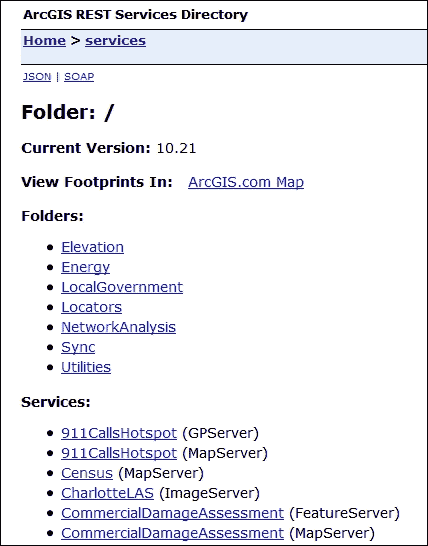 ArcGIS REST Services Directory
Home > services
JSON | SOAP
Folder: /
Current Version: 10.21
View Footprints In: ArcGIS.com Map
Folders:
• Elevation
• Energy
• LocalGovernment
• Locators
• NetworkAnalysis
• Sync
• Utilities
Services:
• 911CallsHotspot (GPServer)
• 911CallsHotspot (MapServer)
• Census (MapServer)
• CharlotteLAS (ImageServer)
• CommercialDamageAssessment (FeatureServer)
• CommercialDamageAssessment (MapServer)